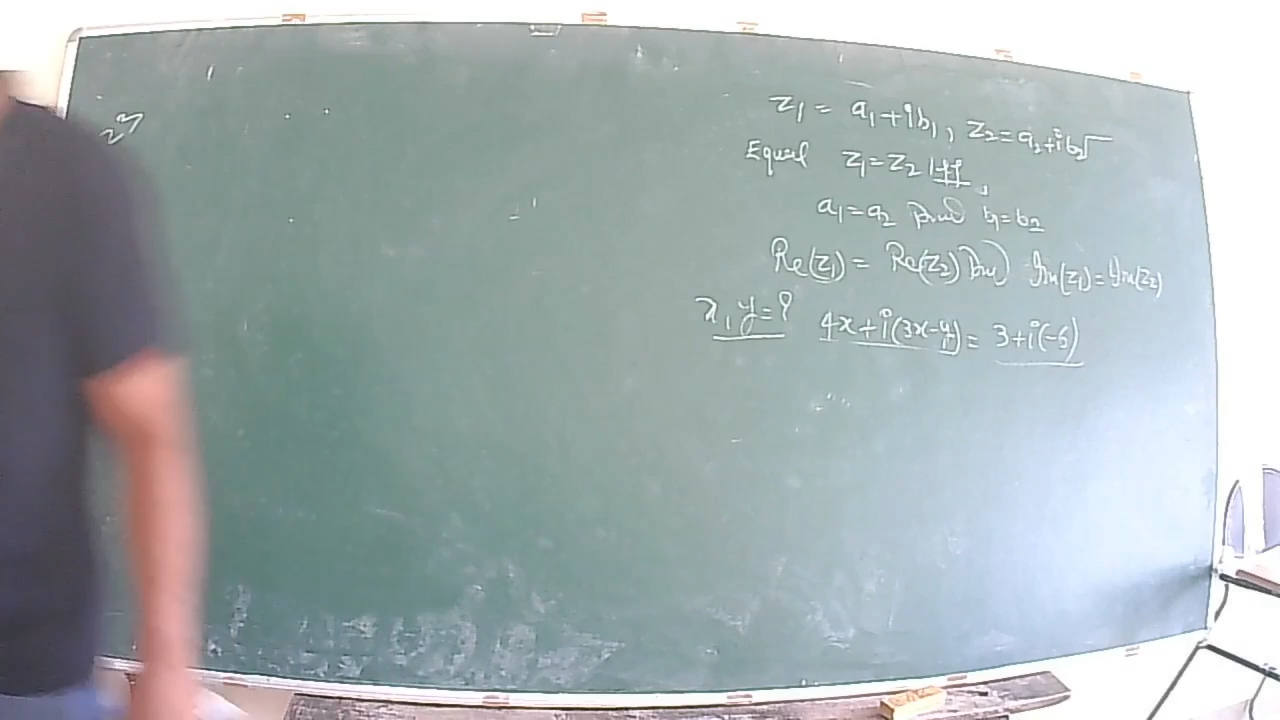 z₁ = a₁+ib₁, z₂=a₂+ib₂
Equal z₁=z₂ iff,
a₁=a₂ and b₁=b₂
Re(z₁) = Re(z₂) and Im(z₁)=Im(z₂)
x, y=? 4x+i(3x-y)= 3+i(-6)